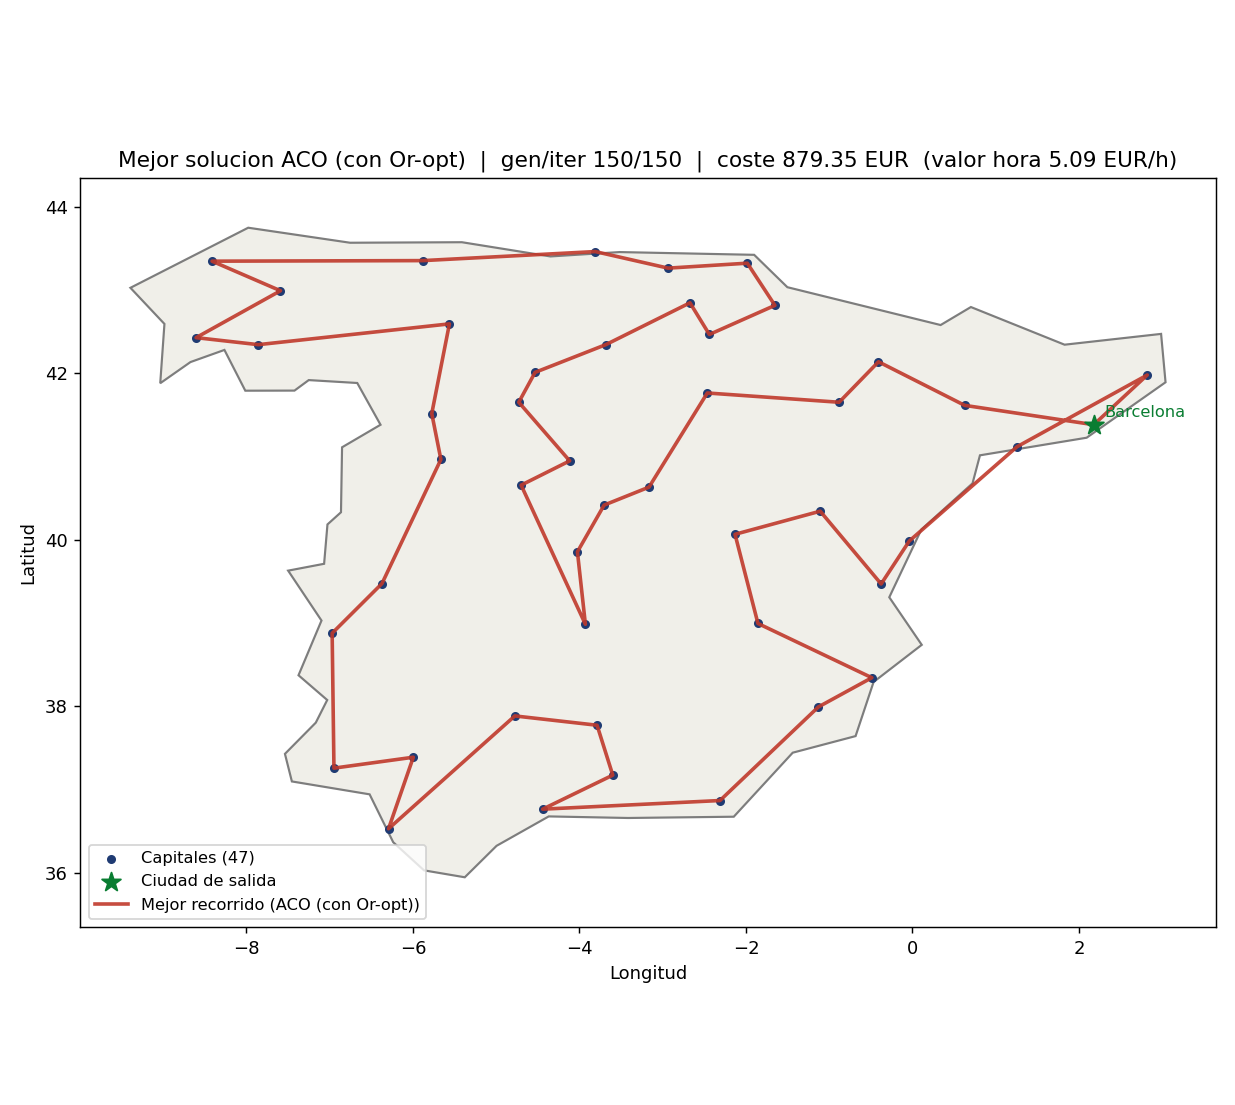 Mejor solucion ACO (con Or-opt)  |  gen/iter 150/150  |  coste 879.35 EUR  (valor hora 5.09 EUR/h)
44
42
40
38
36
Latitud
Barcelona
Capitales (47)
Ciudad de salida
Mejor recorrido (ACO (con Or-opt))
−8
−6
−4
−2
0
2
Longitud